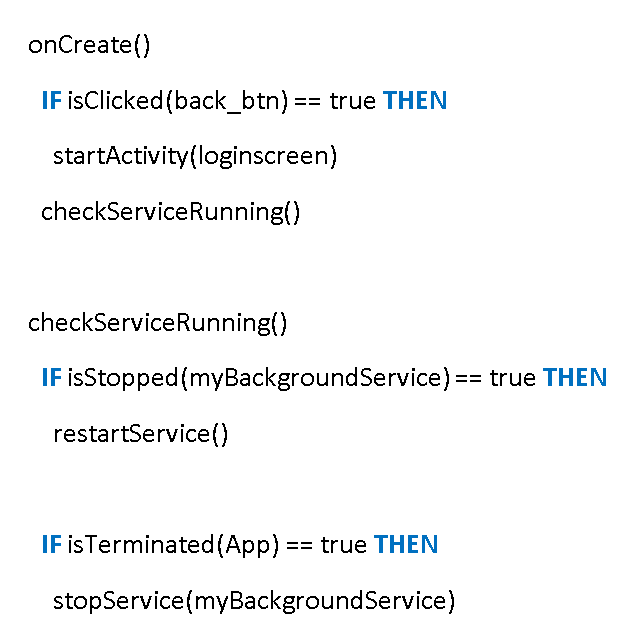 onCreate()
IF isClicked(back_btn) == true THEN
startActivity(loginscreen)
checkServiceRunning()
checkServiceRunning()
IF isStopped(myBackgroundService) == true THEN
restartService()
IF isTerminated(App) == true THEN
stopService(myBackgroundService)